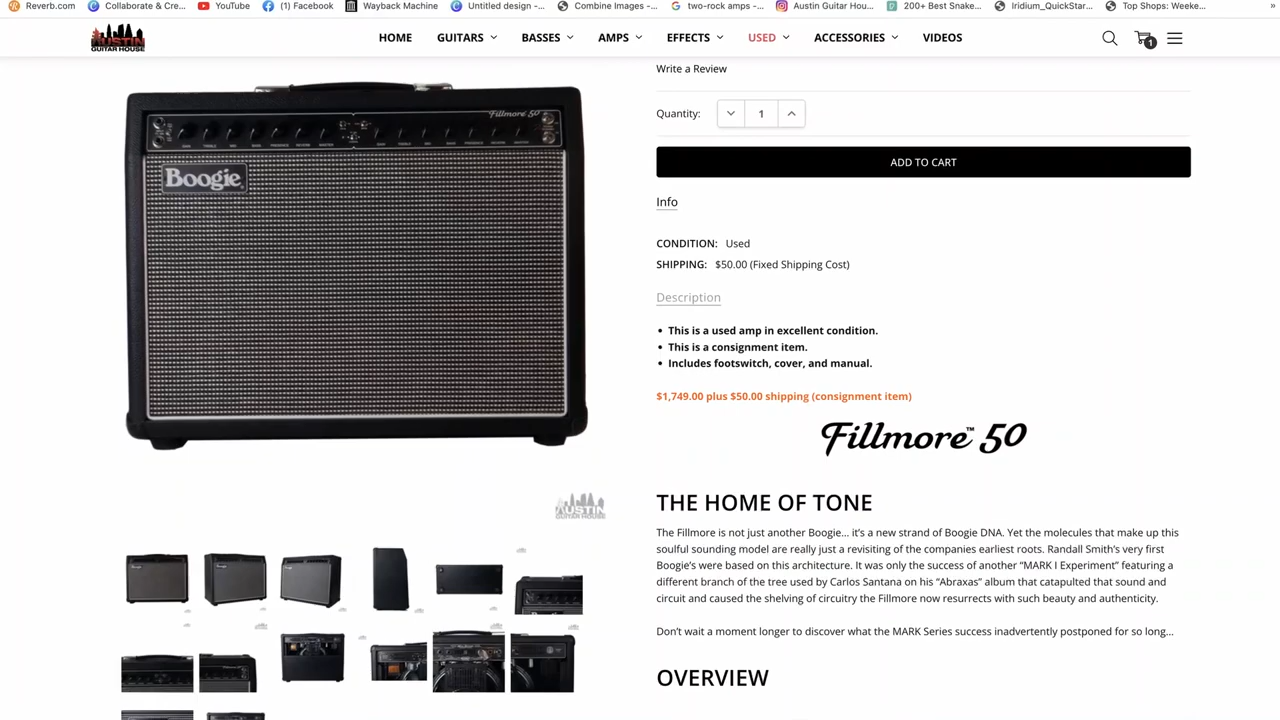 Reverb.com
Collaborate & Cre...
YouTube
(1) Facebook
Wayback Machine
Untitled design -...
Combine Images -...
two-rock amps -...
Austin Guitar Hou...
200+ Best Snake...
Iridium_QuickStar...
Top Shops: Weeke...
»
AUSTIN
GUITAR HOUSE
HOME
GUITARS
BASSES
AMPS
EFFECTS
USED
ACCESSORIES
VIDEOS
1
Write a Review
Quantity:
1
ADD TO CART
Info
CONDITION: Used
SHIPPING: $50.00 (Fixed Shipping Cost)
Description
• This is a used amp in excellent condition.
• This is a consignment item.
• Includes footswitch, cover, and manual.
$1,749.00 plus $50.00 shipping (consignment item)
Fillmore™ 50
THE HOME OF TONE
The Fillmore is not just another Boogie... it's a new strand of Boogie DNA. Yet the molecules that make up this
soulful sounding model are really just a revisiting of the companies earliest roots. Randall Smith's very first
Boogie's were based on this architecture. It was only the success of another “MARK I Experiment” featuring a
different branch of the tree used by Carlos Santana on his “Abraxas” album that catapulted that sound and
circuit and caused the shelving of circuitry the Fillmore now resurrects with such beauty and authenticity.
Don't wait a moment longer to discover what the MARK Series success inadvertently postponed for so long...
OVERVIEW
Fillmore 50
Boogie
AUSTIN
GUITAR HOUSE